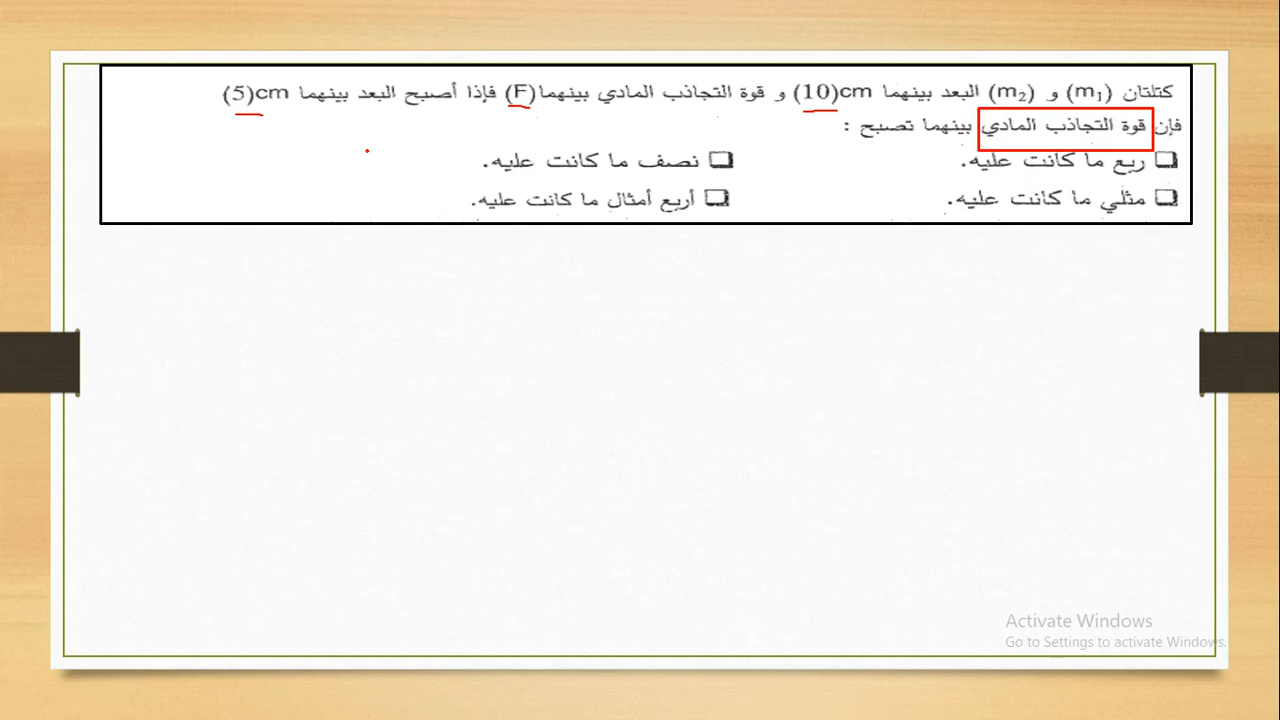 كتلتان (m₁) و (m₂) البعد بينهما cm(10) و قوة التجاذب المادي بينهما(F) فإذا أصبح البعد بينهما cm(5)
فإن قوة التجاذب المادي بينهما تصبح :
❑ ربع ما كانت عليه. ❑ نصف ما كانت عليه.
❑ مثلي ما كانت عليه. ❑ أربع أمثال ما كانت عليه.
Activate Windows
Go to Settings to activate Windows.